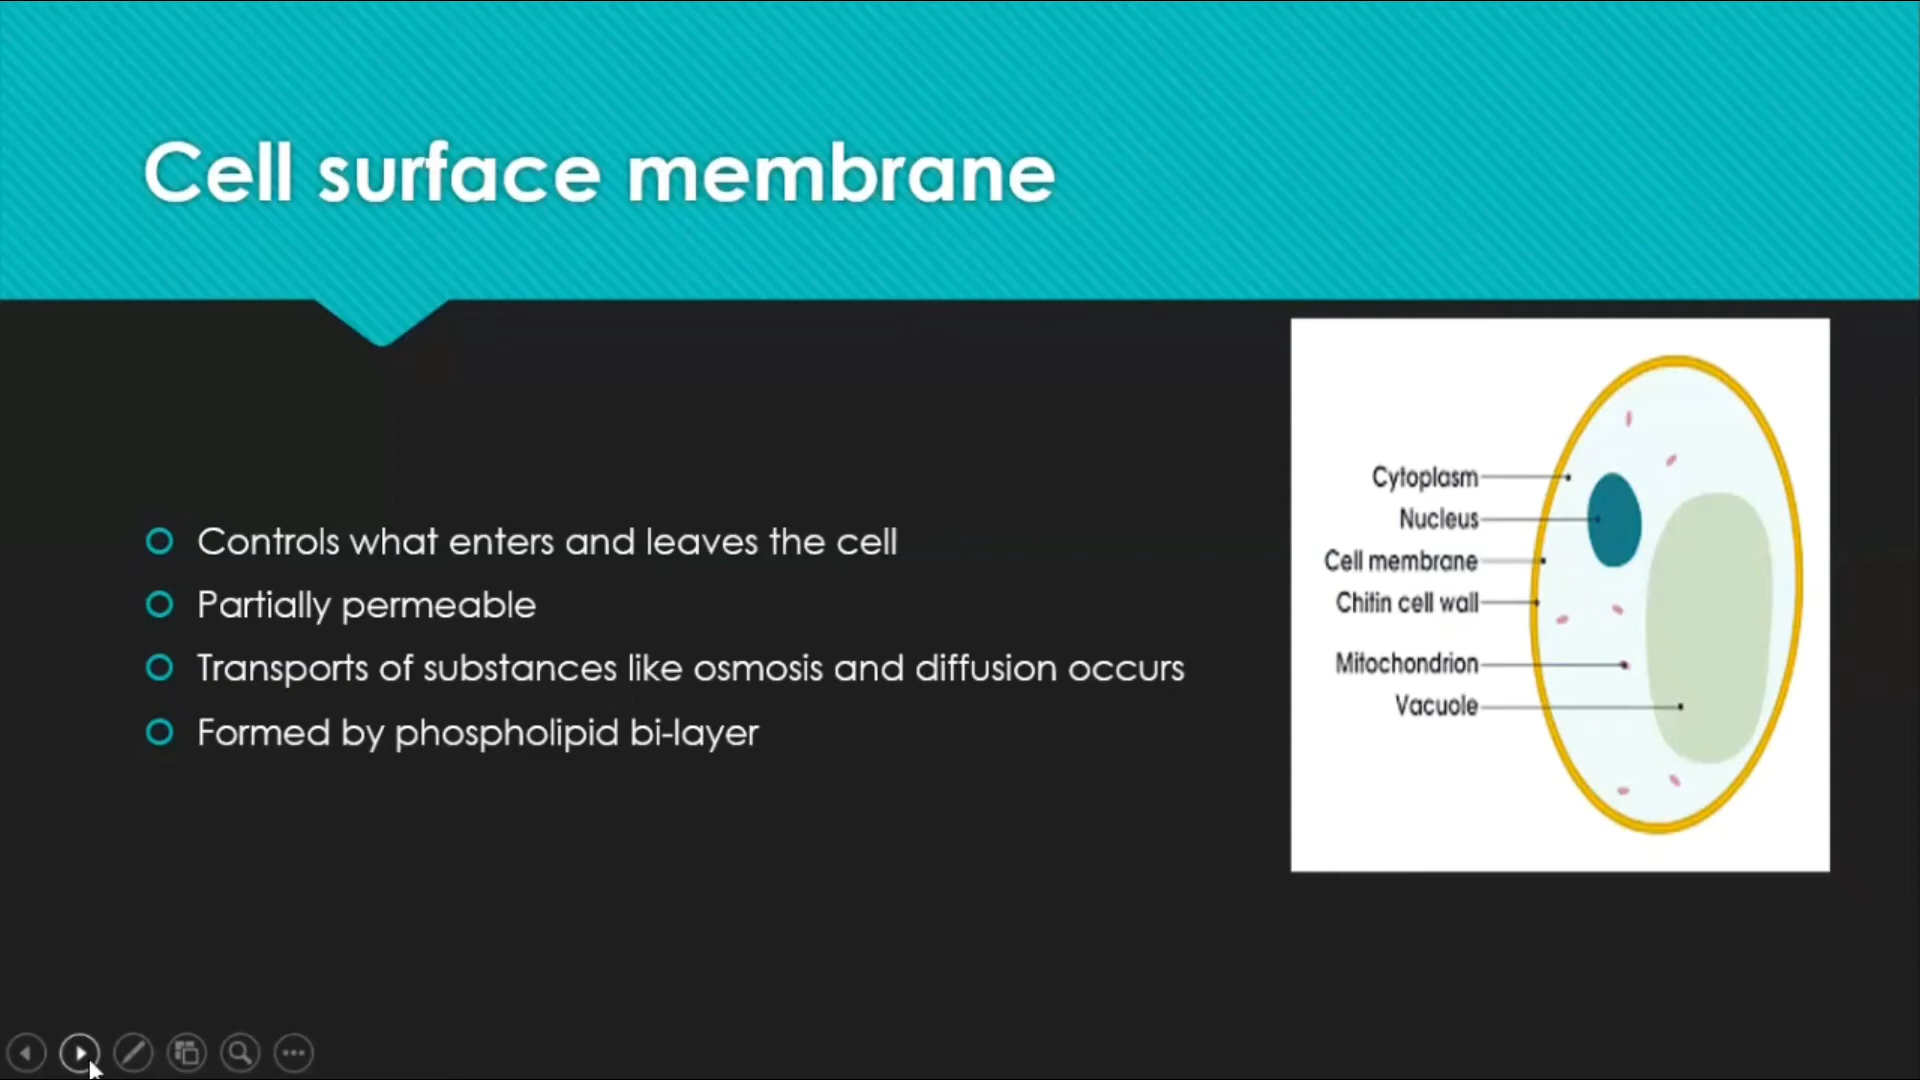 Cell surface membrane
Controls what enters and leaves the cell
Partially permeable
Transports of substances like osmosis and diffusion occurs
Formed by phospholipid bi-layer
Cytoplasm
Nucleus
Cell membrane
Chitin cell wall
Mitochondrion
Vacuole